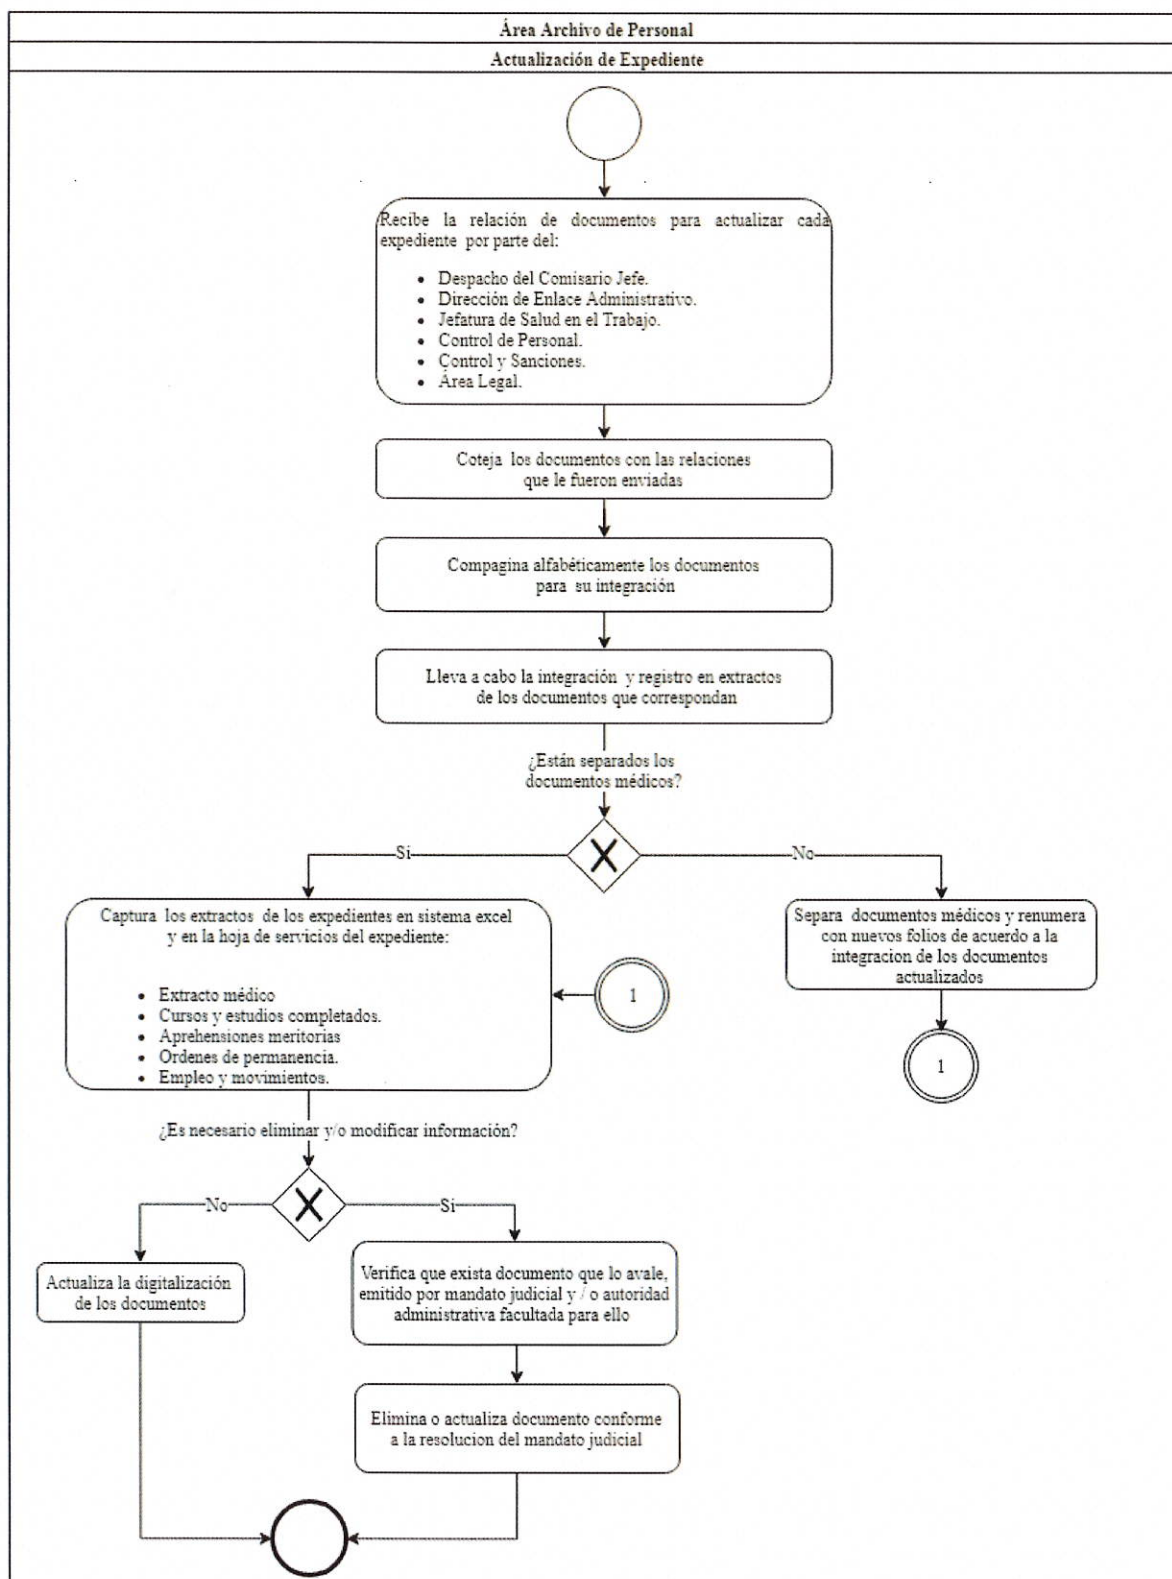 Área Archivo de Personal
Actualización de Expediente
Recibe la relación de documentos para actualizar cada
expediente por parte del:
• Despacho del Comisario Jefe.
• Dirección de Enlace Administrativo.
• Jefatura de Salud en el Trabajo.
• Control de Personal.
• Control y Sanciones.
• Área Legal.
Coteja los documentos con las relaciones
que le fueron enviadas
Compagina alfabéticamente los documentos
para su integración
Lleva a cabo la integración y registro en extractos
de los documentos que correspondan
¿Están separados los
documentos médicos?
Si
No
Captura los extractos de los expedientes en sistema excel
y en la hoja de servicios del expediente:
• Extracto médico
• Cursos y estudios completados.
• Aprehensiones meritorias
• Ordenes de permanencia.
• Empleo y movimientos.
1
Separa documentos médicos y renumera
con nuevos folios de acuerdo a la
integracion de los documentos
actualizados
1
¿Es necesario eliminar y/o modificar información?
No
Si
Actualiza la digitalización
de los documentos
Verifica que exista documento que lo avale,
emitido por mandato judicial y / o autoridad
administrativa facultada para ello
Elimina o actualiza documento conforme
a la resolucion del mandato judicial